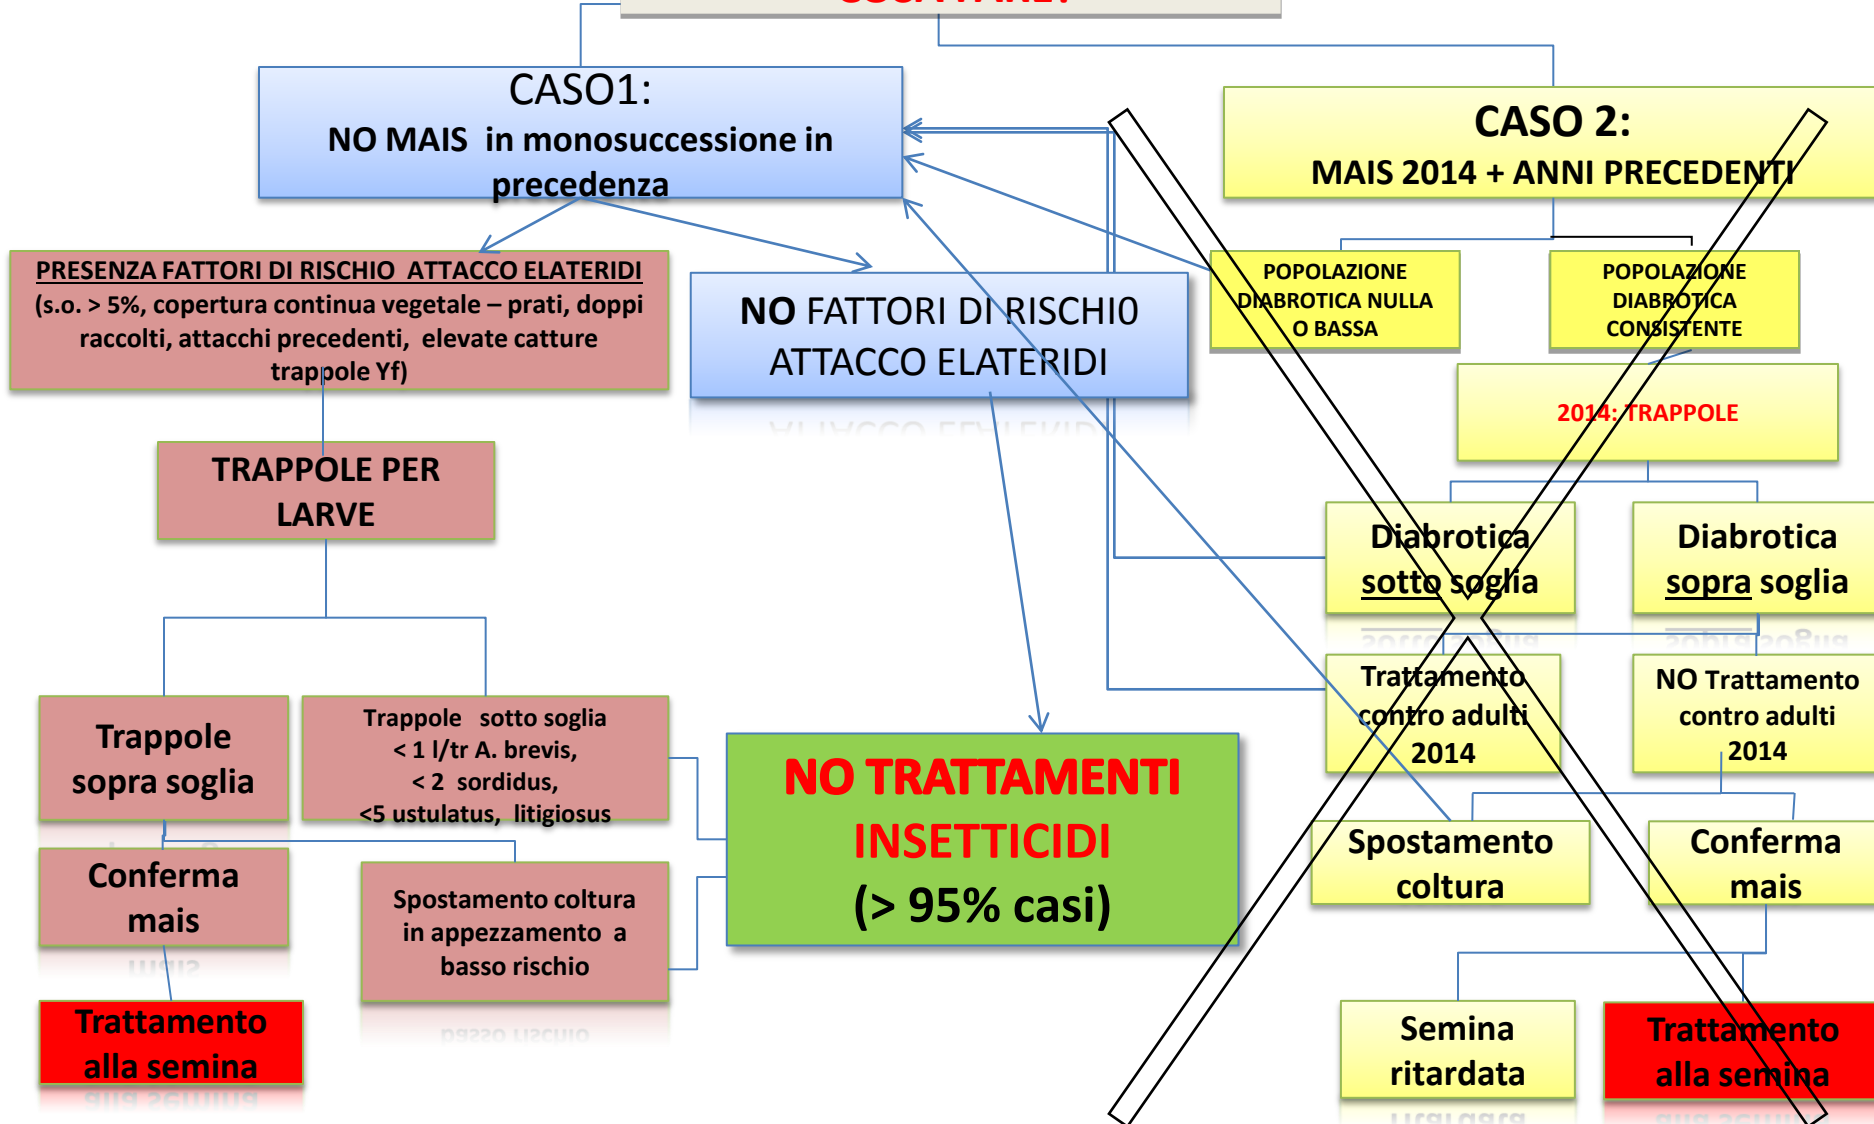 CASO1:
NO MAIS in monosuccessione in
precedenza
CASO 2:
MAIS 2014 + ANNI PRECEDENTI
PRESENZA FATTORI DI RISCHIO ATTACCO ELATERIDI
(s.o. > 5%, copertura continua vegetale – prati, doppi
raccolti, attacchi precedenti, elevate catture
trappole Yf)
NO FATTORI DI RISCHI0
ATTACCO ELATERIDI
POPOLAZIONE
DIABROTICA NULLA
O BASSA
POPOLAZIONE
DIABROTICA
CONSISTENTE
2014: TRAPPOLE
TRAPPOLE PER
LARVE
Diabrotica
sotto soglia
Diabrotica
sopra soglia
Trappole
sopra soglia
Trappole sotto soglia
< 1 l/tr A. brevis,
< 2 sordidus,
<5 ustulatus, litigiosus
NO TRATTAMENTI
INSETTICIDI
(> 95% casi)
Trattamento
contro adulti
2014
NO Trattamento
contro adulti
2014
Conferma
mais
Spostamento coltura
in appezzamento a
basso rischio
Spostamento
coltura
Conferma
mais
Trattamento
alla semina
Semina
ritardata
Trattamento
alla semina